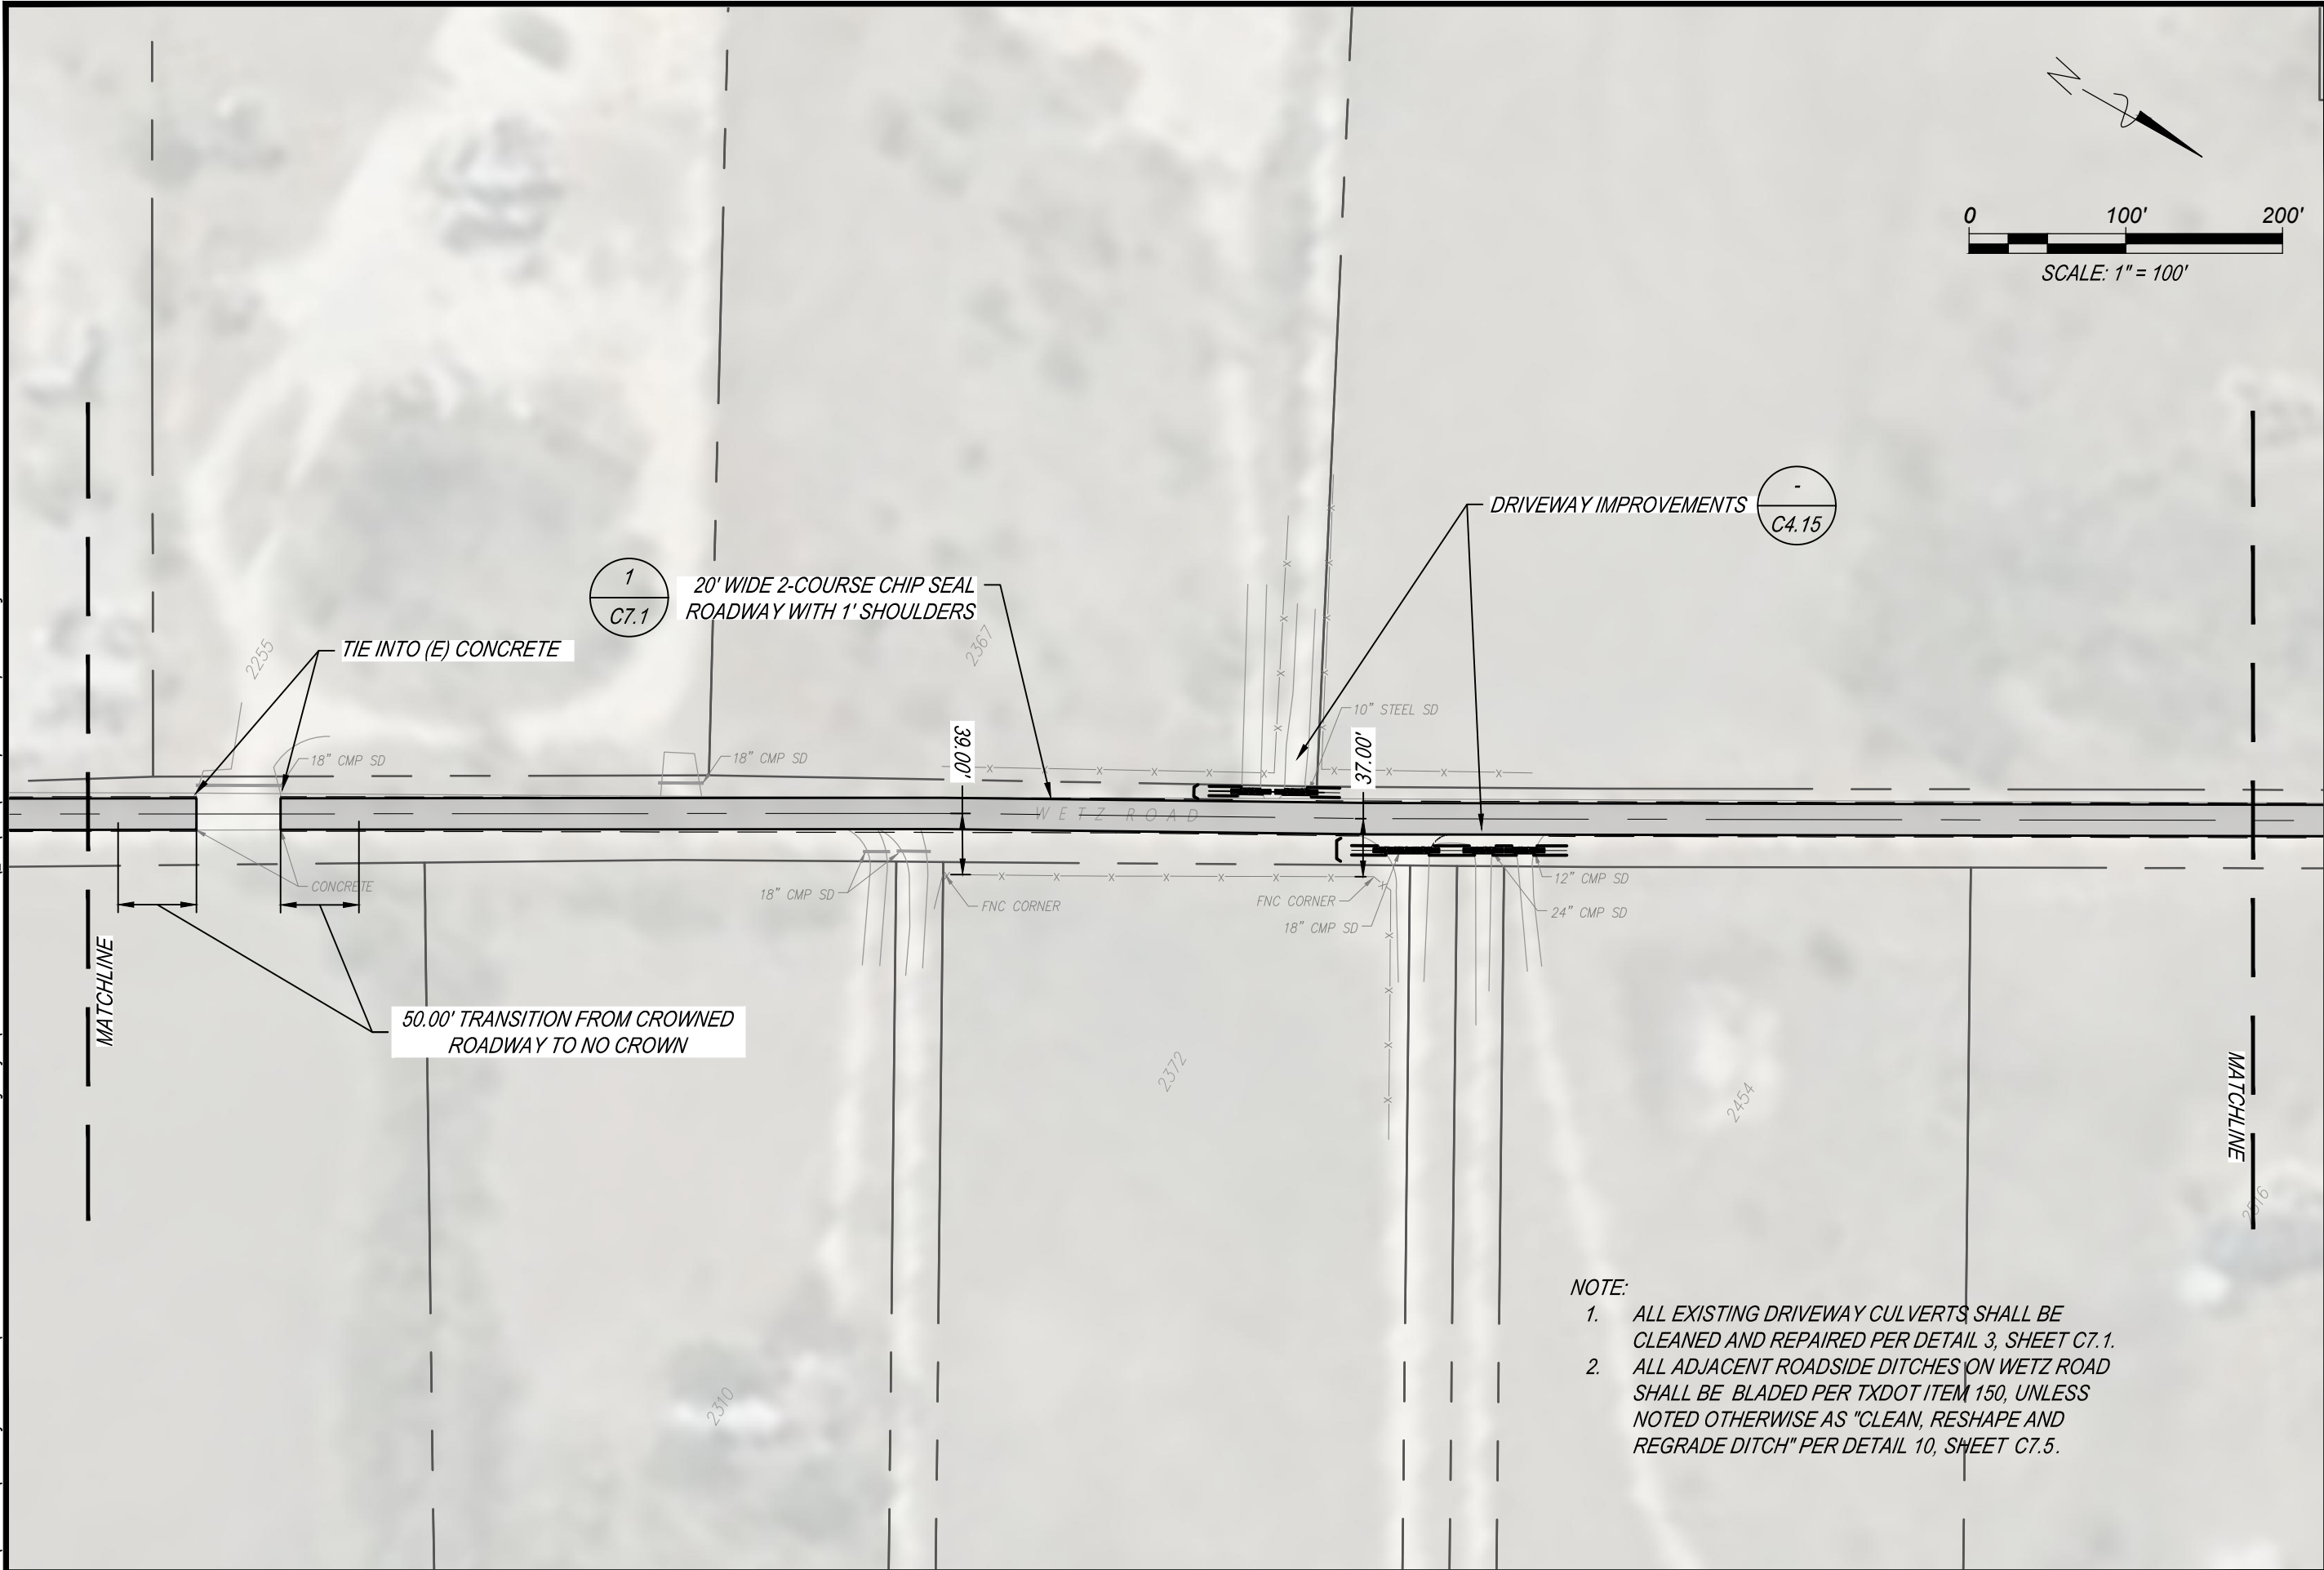 N
0 100' 200'
SCALE: 1" = 100'
DRIVEWAY IMPROVEMENTS
-
C4.15
1
C7.1
20' WIDE 2-COURSE CHIP SEAL
ROADWAY WITH 1' SHOULDERS
TIE INTO (E) CONCRETE
2255
2367
10" STEEL SD
39.00'
37.00'
18" CMP SD
18" CMP SD
WETZ ROAD
CONCRETE
18" CMP SD
FNC CORNER
FNC CORNER
18" CMP SD
12" CMP SD
24" CMP SD
MATCHLINE
50.00' TRANSITION FROM CROWNED
ROADWAY TO NO CROWN
2372
2454
MATCHLINE
2310
NOTE:
1. ALL EXISTING DRIVEWAY CULVERTS SHALL BE
CLEANED AND REPAIRED PER DETAIL 3, SHEET C7.1.
2. ALL ADJACENT ROADSIDE DITCHES ON WETZ ROAD
SHALL BE BLADED PER TXDOT ITEM 150, UNLESS
NOTED OTHERWISE AS "CLEAN, RESHAPE AND
REGRADE DITCH" PER DETAIL 10, SHEET C7.5.